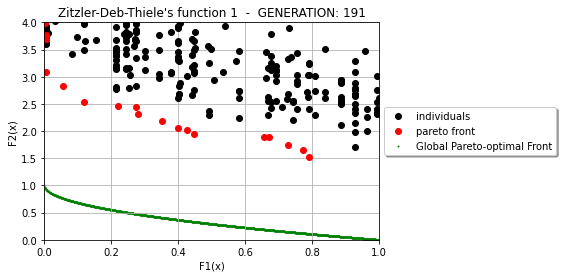 Zitzler-Deb-Thiele's function 1  -  GENERATION: 191
4.0
3.5
3.0
2.5
2.0
1.5
1.0
0.5
0.0
F2(x)
0.0 0.2 0.4 0.6 0.8 1.0
F1(x)
individuals
pareto front
Global Pareto-optimal Front